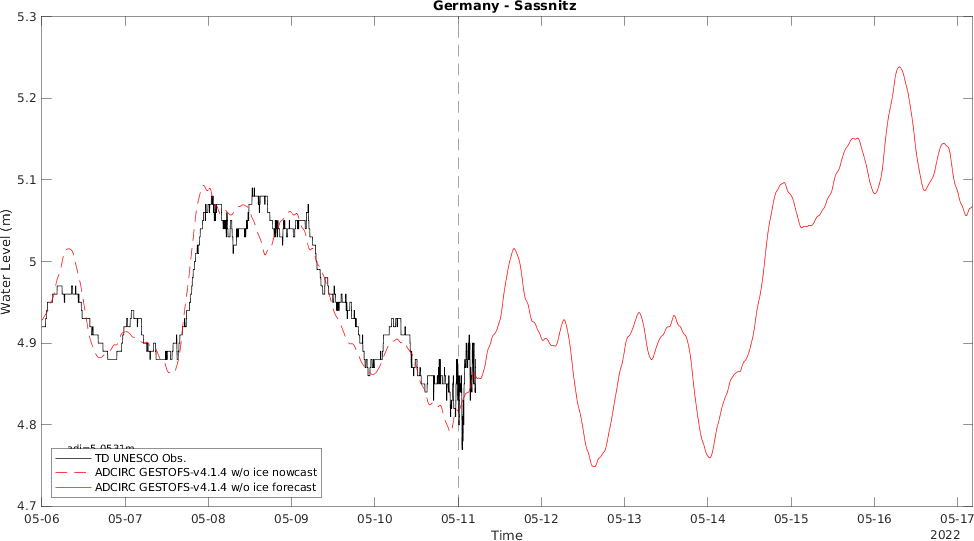 Germany - Sassnitz
5.3
5.2
5.1
5
4.9
4.8
4.7
Water Level (m)
adj=5.0531m
TD UNESCO Obs.
ADCIRC GESTOFS-v4.1.4 w/o ice nowcast
ADCIRC GESTOFS-v4.1.4 w/o ice forecast
05-06 05-07 05-08 05-09 05-10 05-11 05-12 05-13 05-14 05-15 05-16 05-17
Time
2022